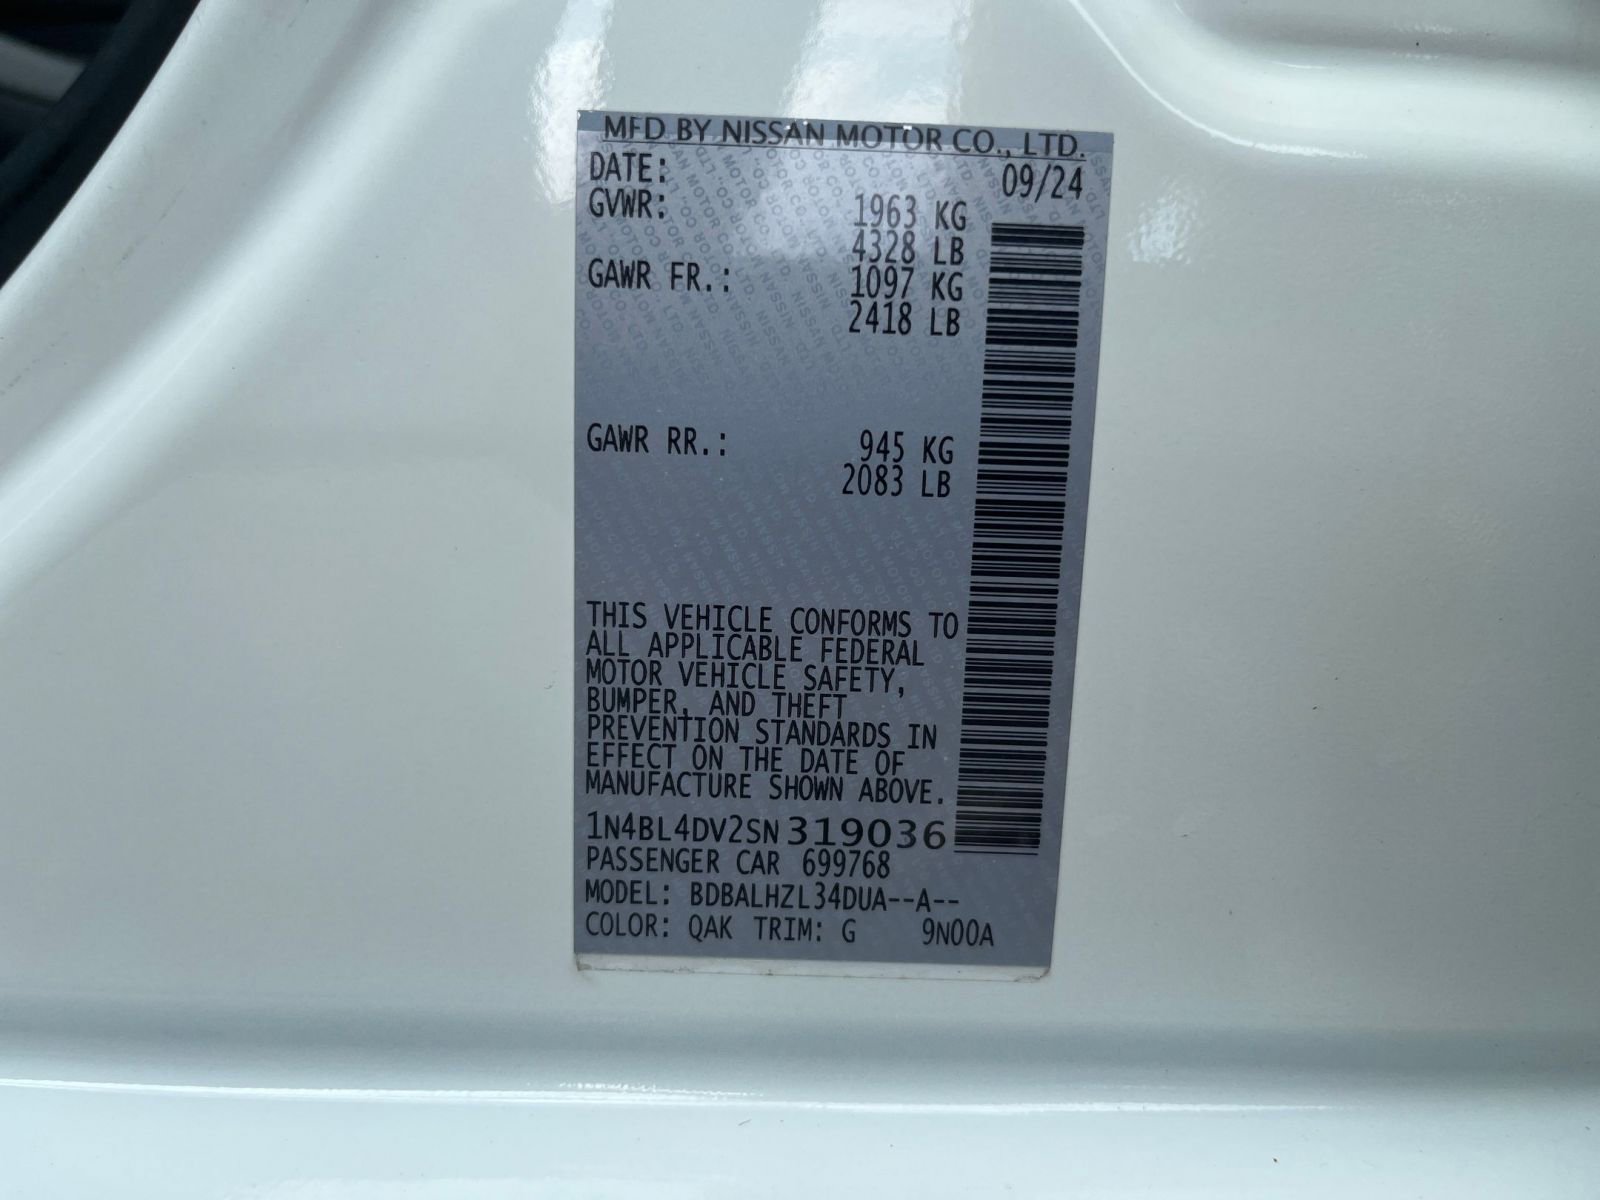 MFD BY NISSAN MOTOR CO., LTD.
DATE: 09/24
GVWR: 1963 KG
4328 LB
GAWR FR.: 1097 KG
2418 LB
GAWR RR.: 945 KG
2083 LB
THIS VEHICLE CONFORMS TO
ALL APPLICABLE FEDERAL
MOTOR VEHICLE SAFETY,
BUMPER, AND THEFT
PREVENTION STANDARDS IN
EFFECT ON THE DATE OF
MANUFACTURE SHOWN ABOVE.
1N4BL4DV2SN319036
PASSENGER CAR 699768
MODEL: BDBALHZL34DUA--A--
COLOR: QAK TRIM: G 9N00A